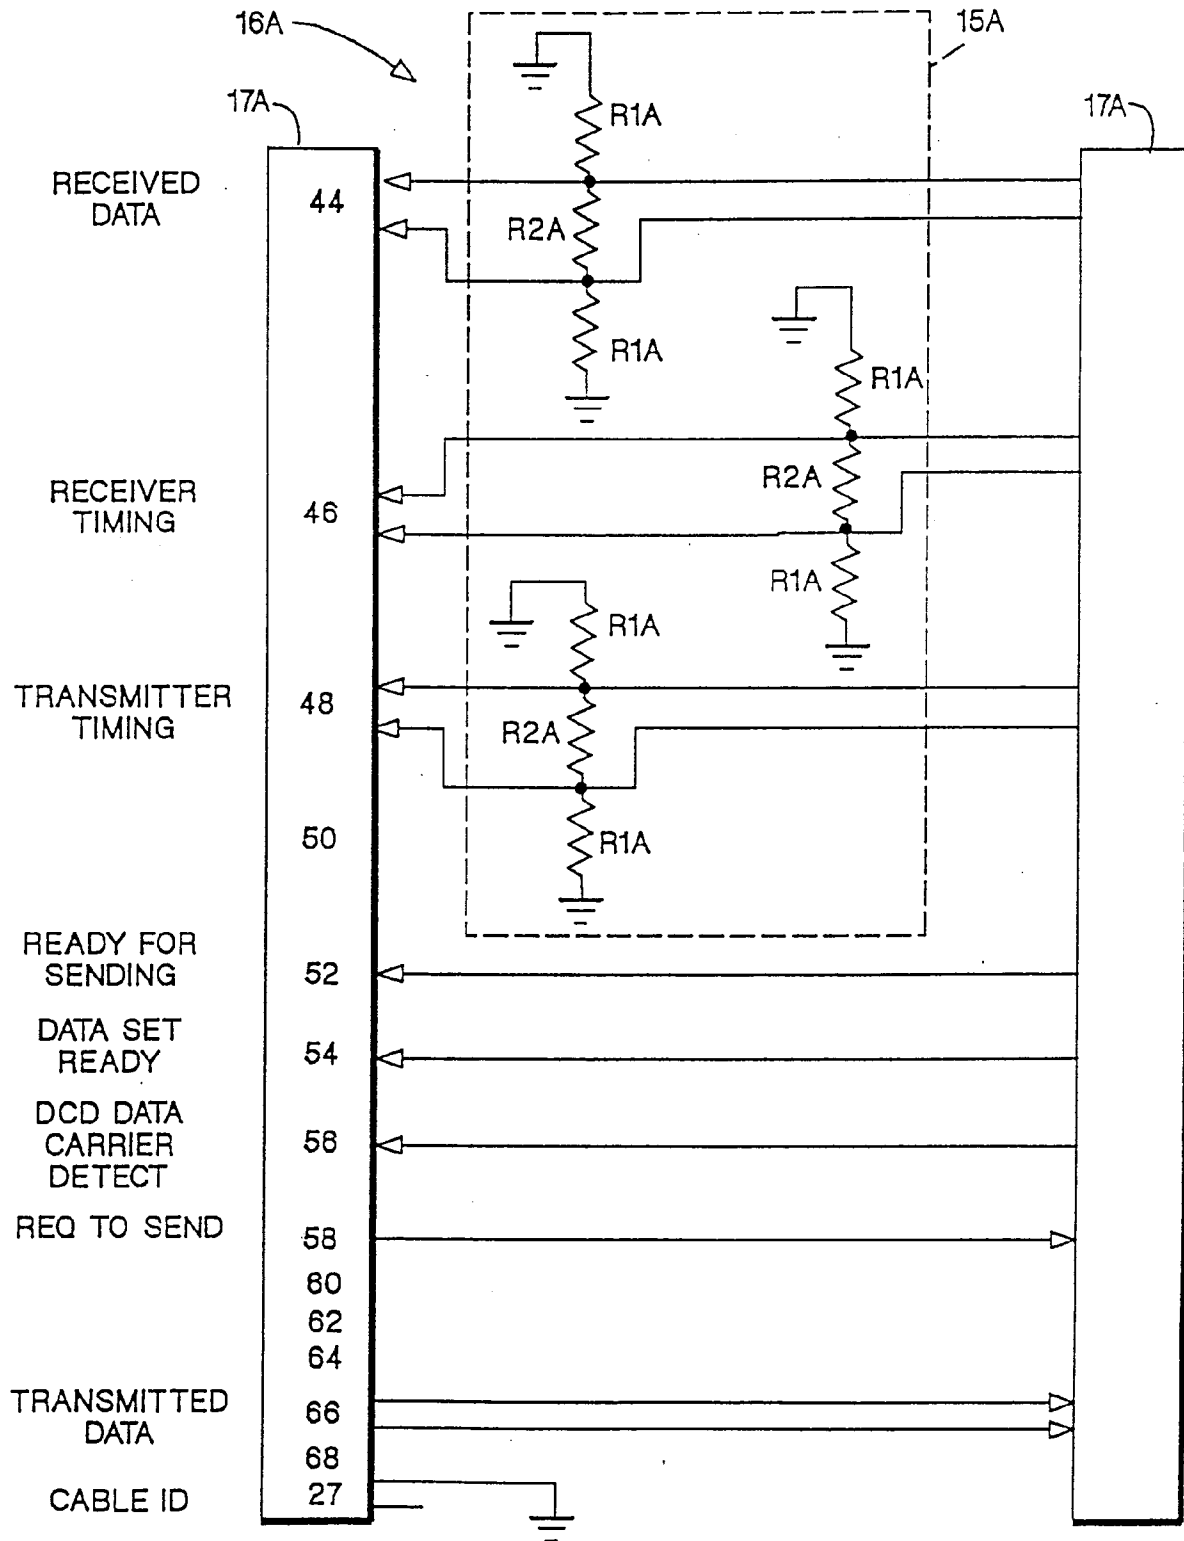 16A
15A
17A
17A
R1A
RECEIVED
DATA
44
R2A
R1A
R1A
RECEIVER
TIMING
46
R2A
R1A
R1A
TRANSMITTER
TIMING
48
R2A
50
R1A
READY FOR
SENDING
52
DATA SET
READY
54
DCD DATA
CARRIER
DETECT
56
REQ TO SEND
58
60
62
64
TRANSMITTED
DATA
66
68
CABLE ID
27